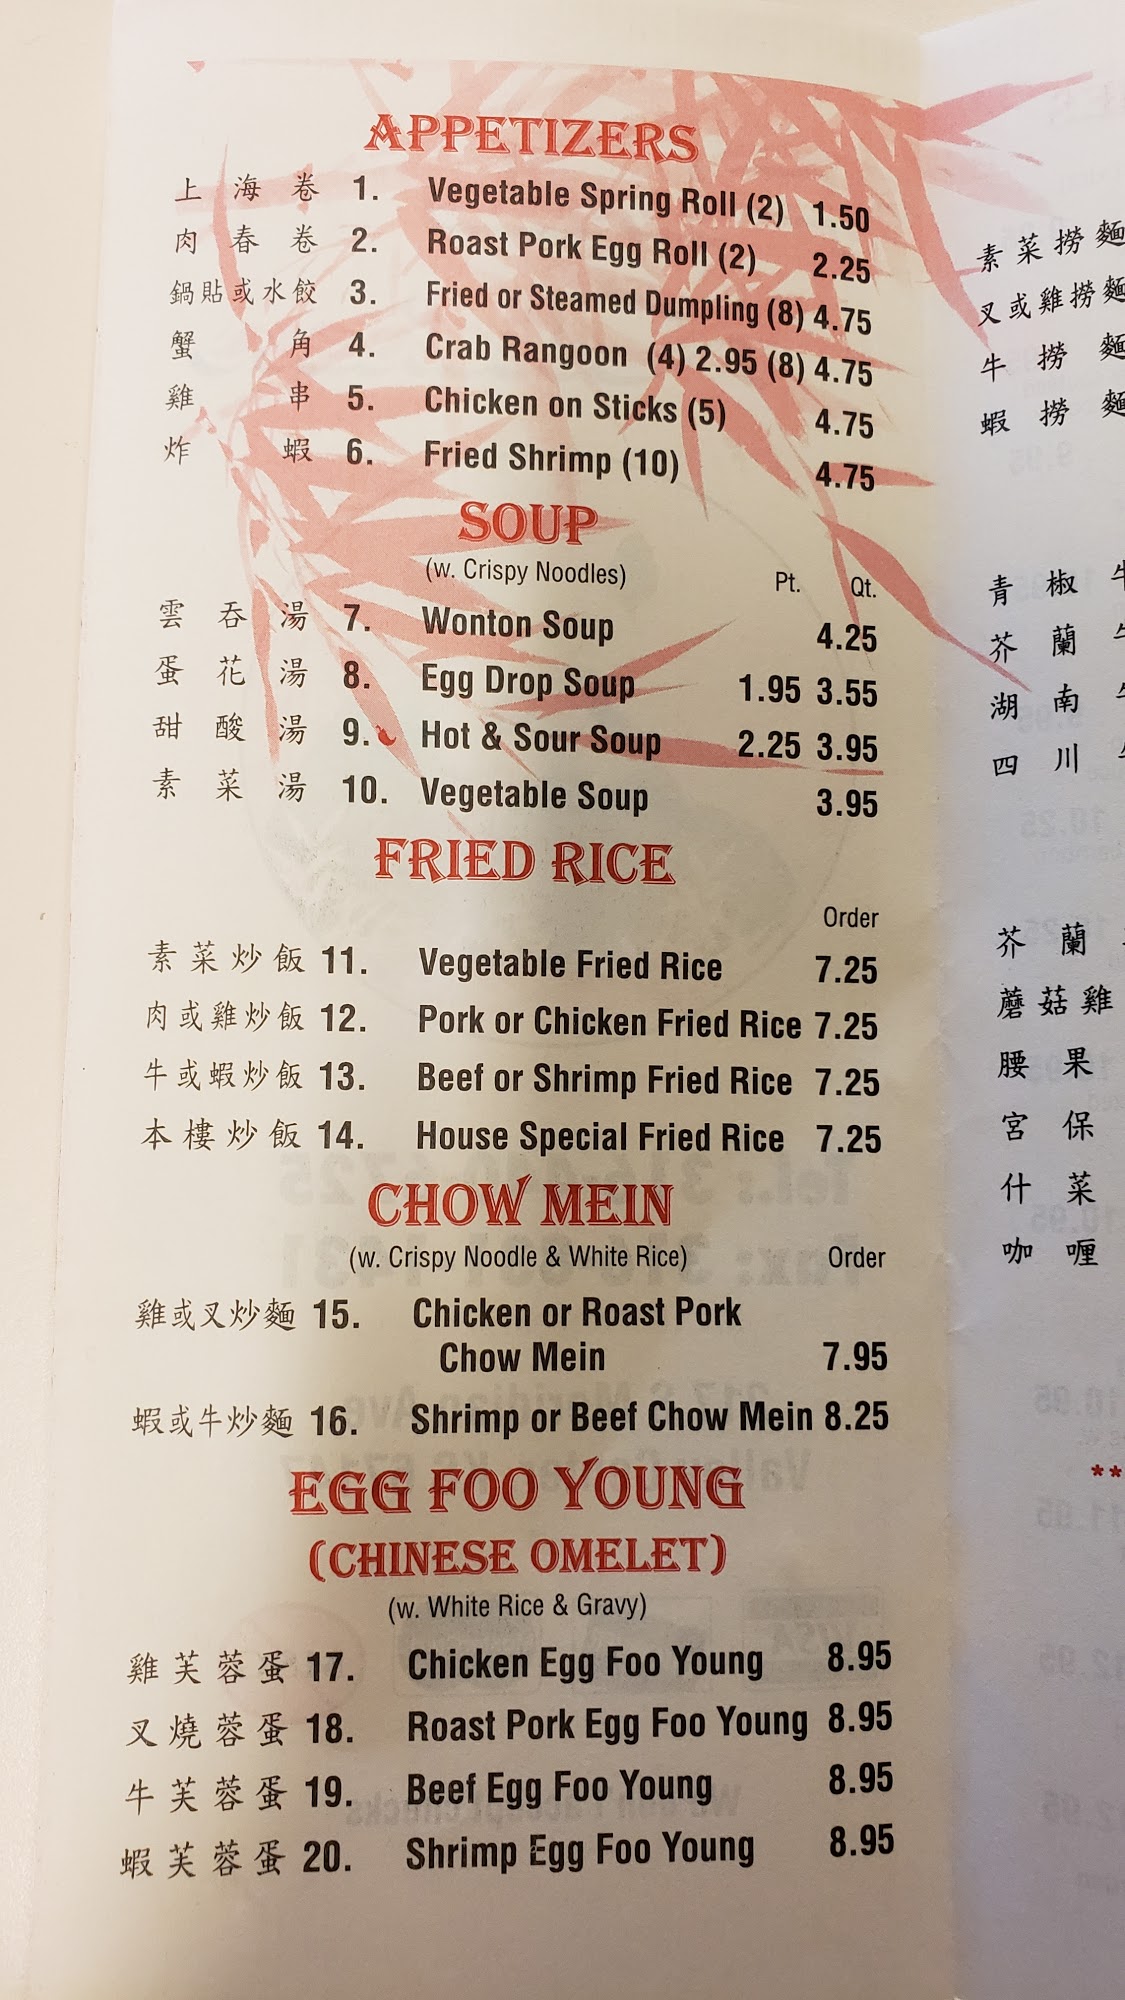 APPETIZERS
上海卷 1. Vegetable Spring Roll (2) 1.50
肉春卷 2. Roast Pork Egg Roll (2) 2.25
鍋貼或水餃 3. Fried or Steamed Dumpling (8) 4.75
蟹角 4. Crab Rangoon (4) 2.95 (8) 4.75
雞串 5. Chicken on Sticks (5) 4.75
炸蝦 6. Fried Shrimp (10) 4.75
SOUP
(w. Crispy Noodles) Pt. Qt.
雲吞湯 7. Wonton Soup 4.25
蛋花湯 8. Egg Drop Soup 1.95 3.55
甜酸湯 9. Hot & Sour Soup 2.25 3.95
素菜湯 10. Vegetable Soup 3.95
FRIED RICE
Order
素菜炒飯 11. Vegetable Fried Rice 7.25
肉或雞炒飯 12. Pork or Chicken Fried Rice 7.25
牛或蝦炒飯 13. Beef or Shrimp Fried Rice 7.25
本樓炒飯 14. House Special Fried Rice 7.25
CHOW MEIN
(w. Crispy Noodle & White Rice) Order
雞或叉炒麵 15. Chicken or Roast Pork
Chow Mein 7.95
蝦或牛炒麵 16. Shrimp or Beef Chow Mein 8.25
EGG FOO YOUNG
(CHINESE OMELET)
(w. White Rice & Gravy)
雞芙蓉蛋 17. Chicken Egg Foo Young 8.95
叉燒蓉蛋 18. Roast Pork Egg Foo Young 8.95
牛芙蓉蛋 19. Beef Egg Foo Young 8.95
蝦芙蓉蛋 20. Shrimp Egg Foo Young 8.95
素菜撈麵
叉或雞撈麵
牛撈麵
蝦撈麵
青椒牛
芥蘭牛
湖南牛
四川牛
芥蘭
蘑菇雞
腰果
宮保
什菜
咖喱
**